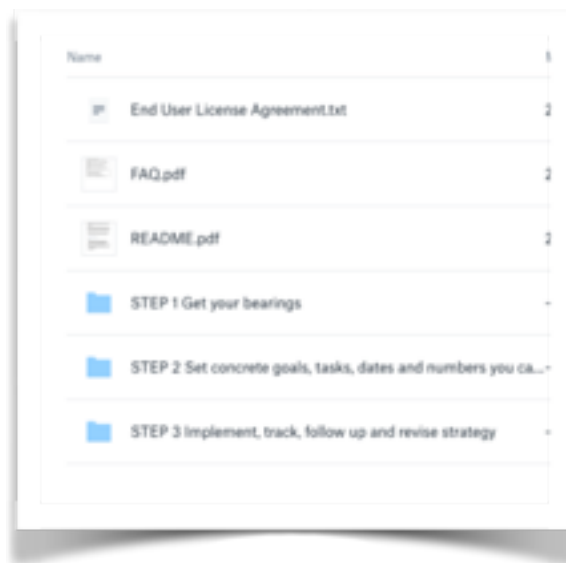 Name
End User License Agreement.txt
FAQ.pdf
README.pdf
STEP 1 Get your bearings
STEP 2 Set concrete goals, tasks, dates and numbers you ca...-
STEP 3 Implement, track, follow up and revise strategy -